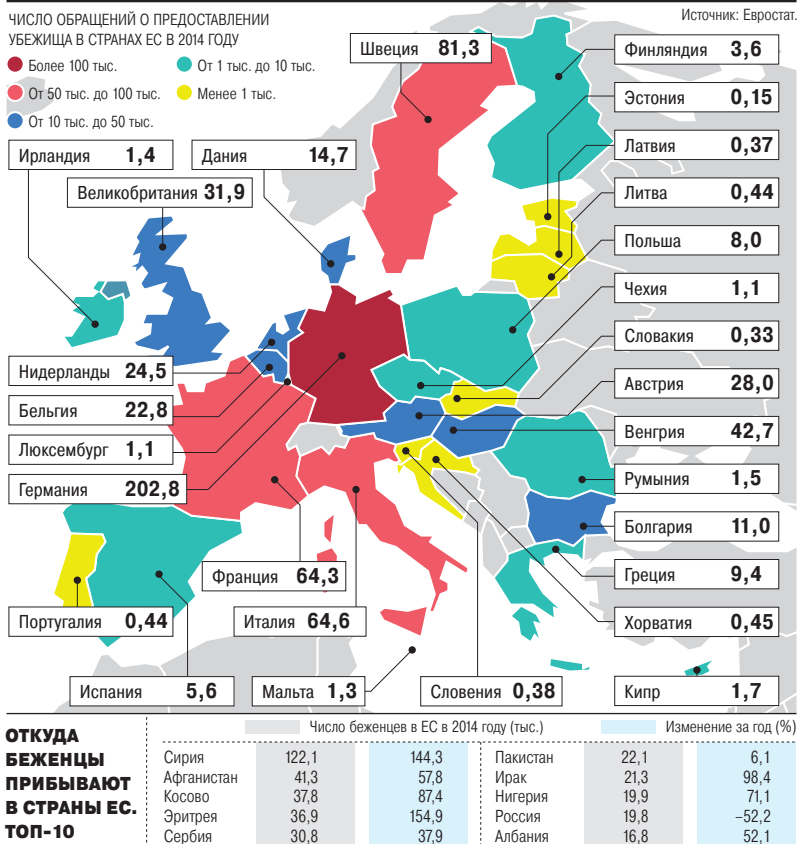 ЧИСЛО ОБРАЩЕНИЙ О ПРЕДОСТАВЛЕНИИ
УБЕЖИЩА В СТРАНАХ ЕС В 2014 ГОДУ
Источник: Евростат.
Более 100 тыс.
От 1 тыс. до 10 тыс.
От 50 тыс. до 100 тыс.
Менее 1 тыс.
От 10 тыс. до 50 тыс.
Швеция 81,3
Финляндия 3,6
Эстония 0,15
Ирландия 1,4
Дания 14,7
Латвия 0,37
Великобритания 31,9
Литва 0,44
Польша 8,0
Чехия 1,1
Словакия 0,33
Нидерланды 24,5
Австрия 28,0
Бельгия 22,8
Венгрия 42,7
Люксембург 1,1
Румыния 1,5
Германия 202,8
Болгария 11,0
Франция 64,3
Греция 9,4
Португалия 0,44
Италия 64,6
Хорватия 0,45
Испания 5,6
Мальта 1,3
Словения 0,38
Кипр 1,7
ОТКУДА
БЕЖЕНЦЫ
ПРИБЫВАЮТ
В СТРАНЫ ЕС.
ТОП-10
Число беженцев в ЕС в 2014 году (тыс.)
Изменение за год (%)
Сирия 122,1 144,3
Афганистан 41,3 57,8
Косово 37,8 87,4
Эритрея 36,9 154,9
Сербия 30,8 37,9
Пакистан 22,1 6,1
Ирак 21,3 98,4
Нигерия 19,9 71,1
Россия 19,8 –52,2
Албания 16,8 52,1